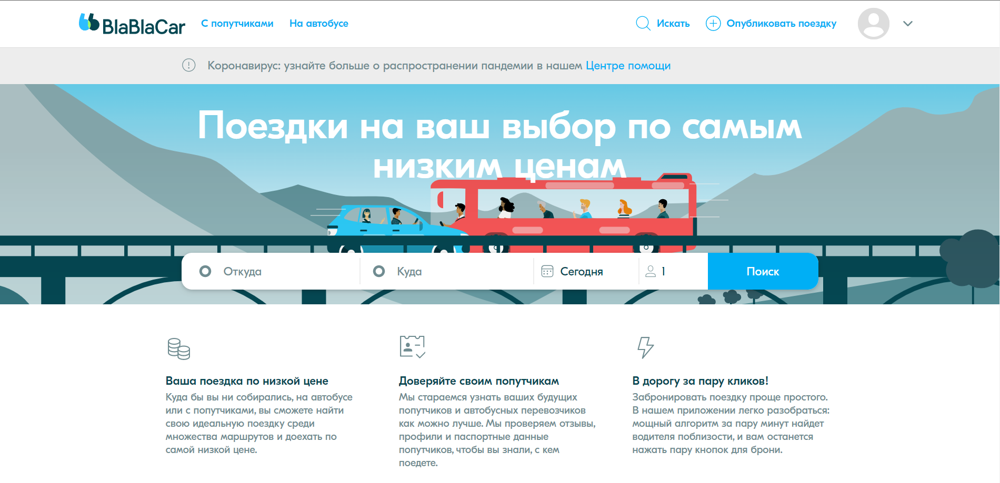 BlaBlaCar С попутчиками На автобусе Искать Опубликовать поездку
Коронавирус: узнайте больше о распространении пандемии в нашем Центре помощи
Поездки на ваш выбор по самым
низким ценам
Откуда Куда Сегодня 1 Поиск
Ваша поездка по низкой цене
Куда бы вы ни собирались, на автобусе
или с попутчиками, вы сможете найти
свою идеальную поездку среди
множества маршрутов и доехать по
самой низкой цене.
Доверяйте своим попутчикам
Мы стараемся узнать ваших будущих
попутчиков и автобусных перевозчиков
как можно лучше. Мы проверяем отзывы,
профили и паспортные данные
попутчиков, чтобы вы знали, с кем
поедете.
В дорогу за пару кликов!
Забронировать поездку проще простого.
В нашем приложении легко разобраться:
мощный алгоритм за пару минут найдет
водителя поблизости, и вам останется
нажать пару кнопок для брони.